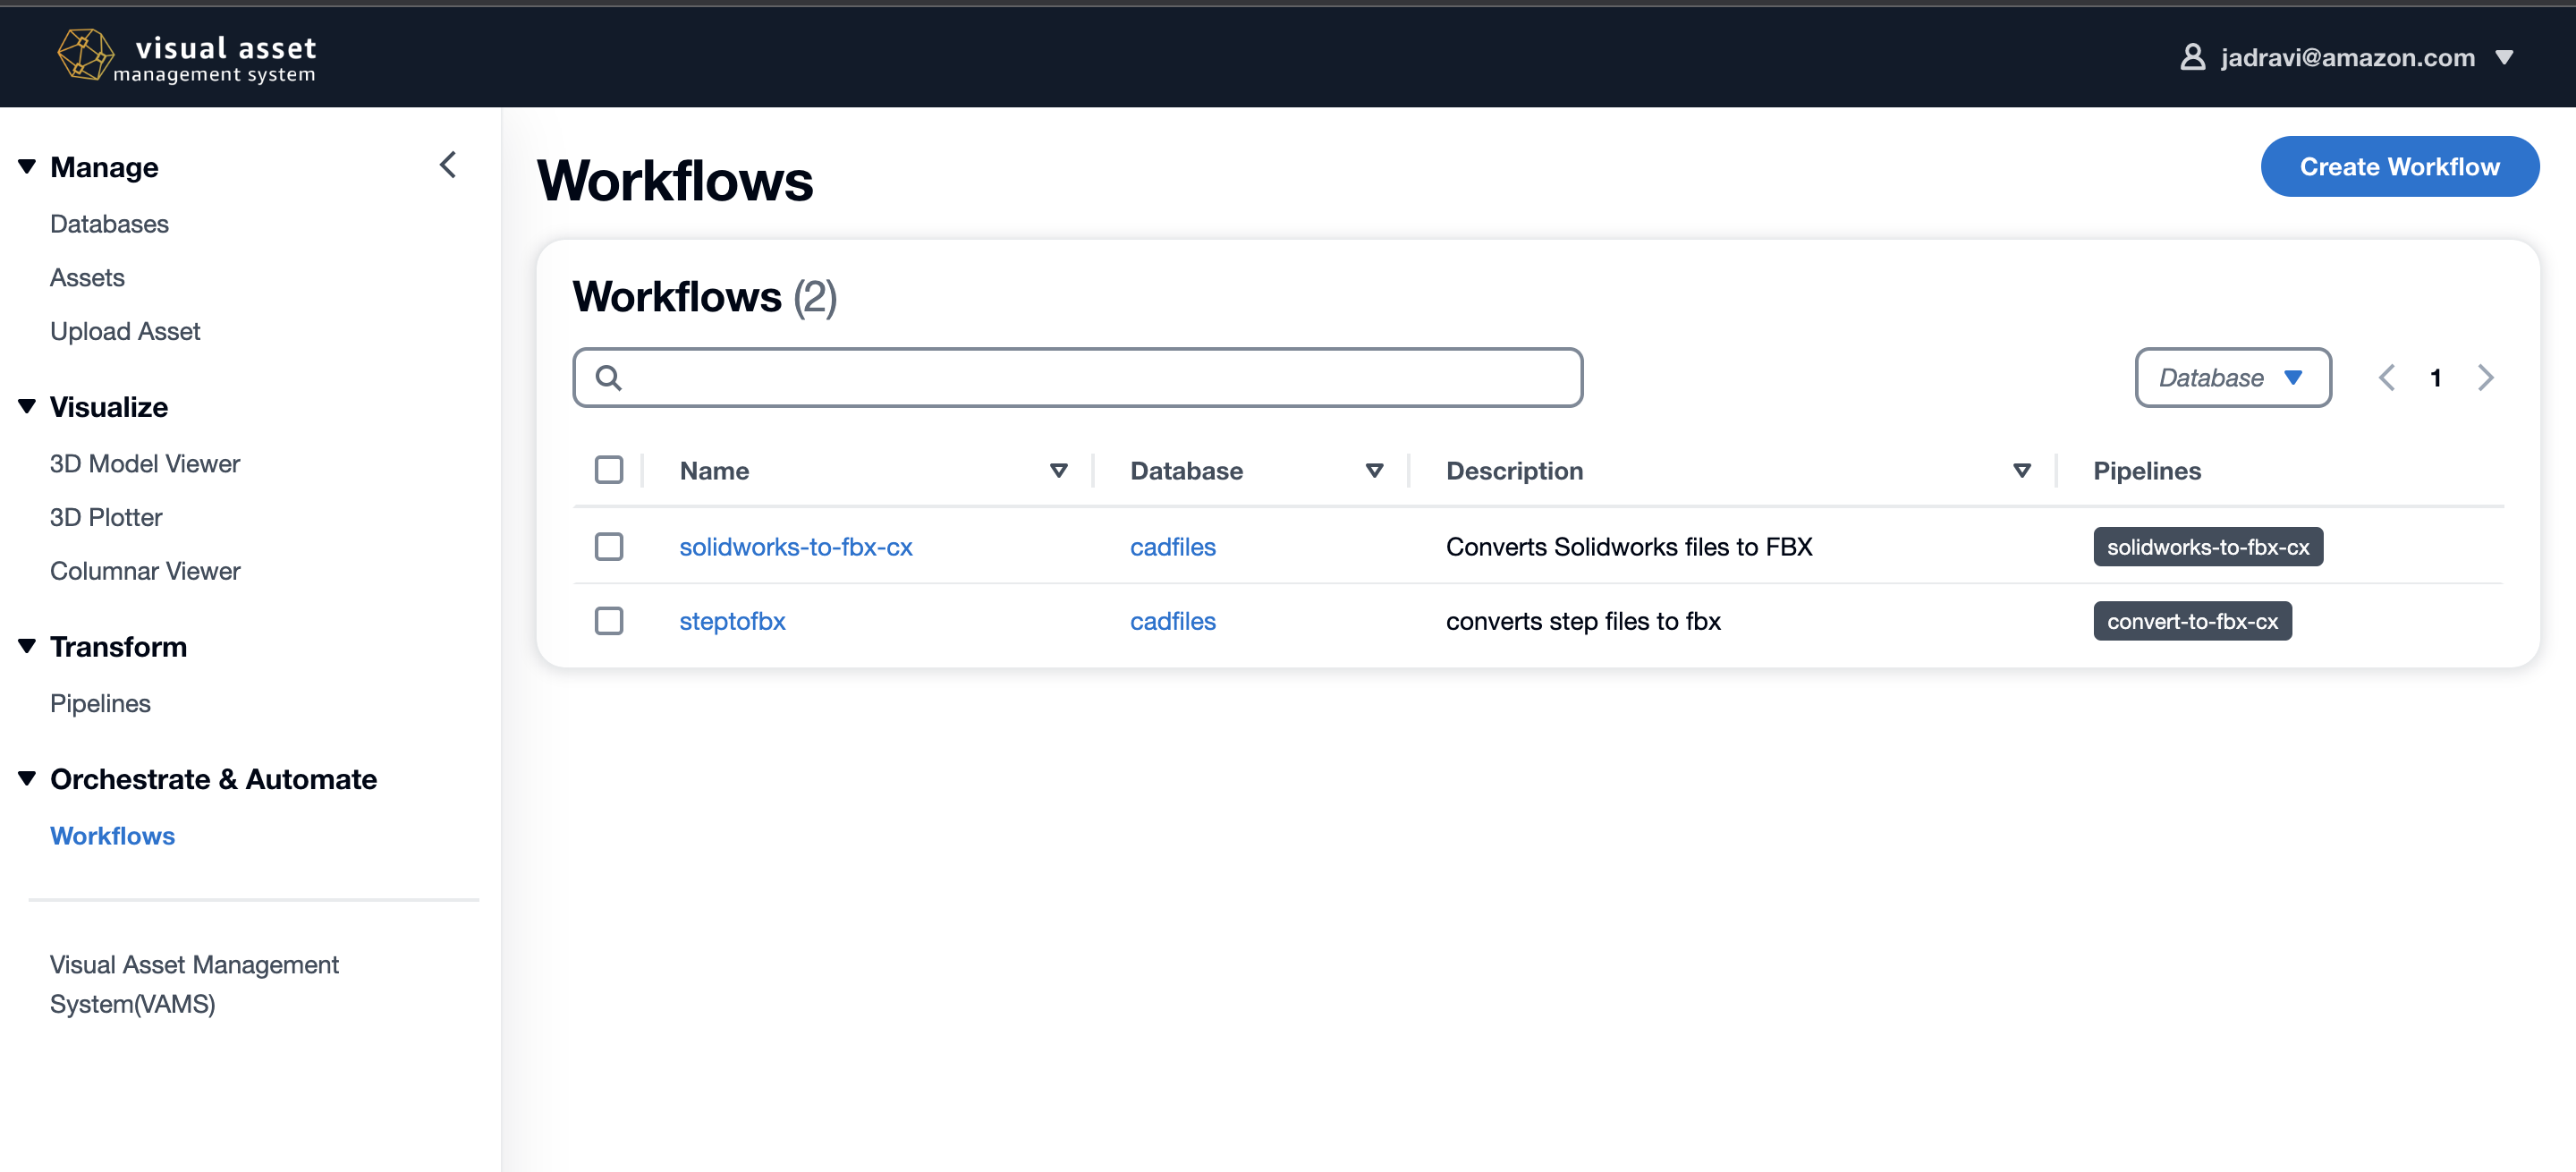 visual asset
management system
jadravi@amazon.com
Manage
Databases
Assets
Upload Asset
Visualize
3D Model Viewer
3D Plotter
Columnar Viewer
Transform
Pipelines
Orchestrate & Automate
Workflows
Visual Asset Management
System(VAMS)
Workflows
Create Workflow
Workflows (2)
Database
1
Name Database Description Pipelines
solidworks-to-fbx-cx cadfiles Converts Solidworks files to FBX solidworks-to-fbx-cx
steptofbx cadfiles converts step files to fbx convert-to-fbx-cx